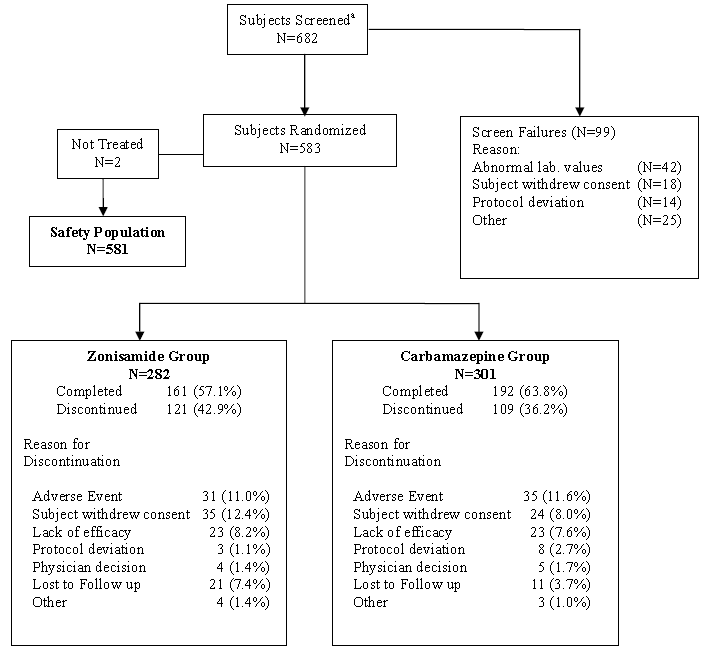 Subjects Screenedᵃ
N=682
Subjects Randomized
N=583
Not Treated
N=2
Safety Population
N=581
Screen Failures (N=99)
Reason:
Abnormal lab. values (N=42)
Subject withdrew consent (N=18)
Protocol deviation (N=14)
Other (N=25)
Zonisamide Group
N=282
Completed 161 (57.1%)
Discontinued 121 (42.9%)
Reason for
Discontinuation
Adverse Event 31 (11.0%)
Subject withdrew consent 35 (12.4%)
Lack of efficacy 23 (8.2%)
Protocol deviation 3 (1.1%)
Physician decision 4 (1.4%)
Lost to Follow up 21 (7.4%)
Other 4 (1.4%)
Carbamazepine Group
N=301
Completed 192 (63.8%)
Discontinued 109 (36.2%)
Reason for
Discontinuation
Adverse Event 35 (11.6%)
Subject withdrew consent 24 (8.0%)
Lack of efficacy 23 (7.6%)
Protocol deviation 8 (2.7%)
Physician decision 5 (1.7%)
Lost to Follow up 11 (3.7%)
Other 3 (1.0%)